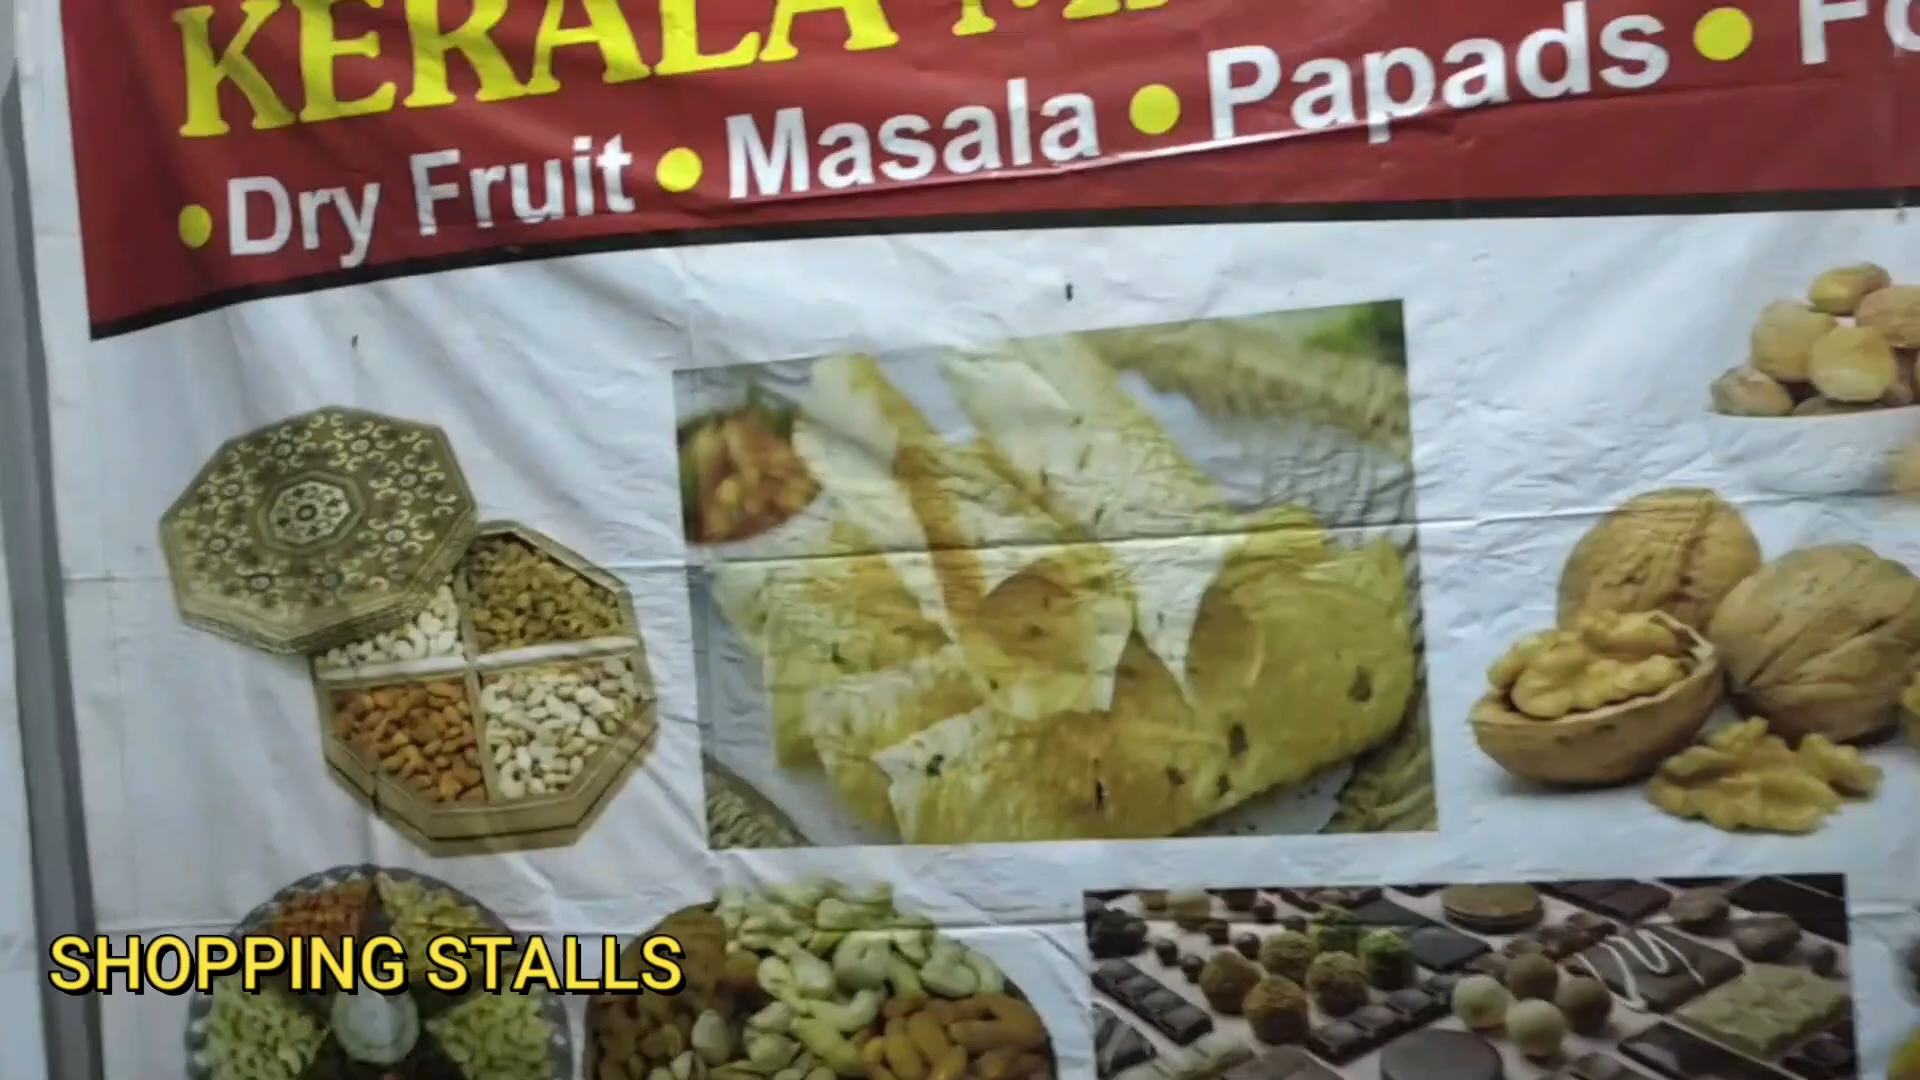 KERALA
• Dry Fruit • Masala • Papads •
SHOPPING STALLS